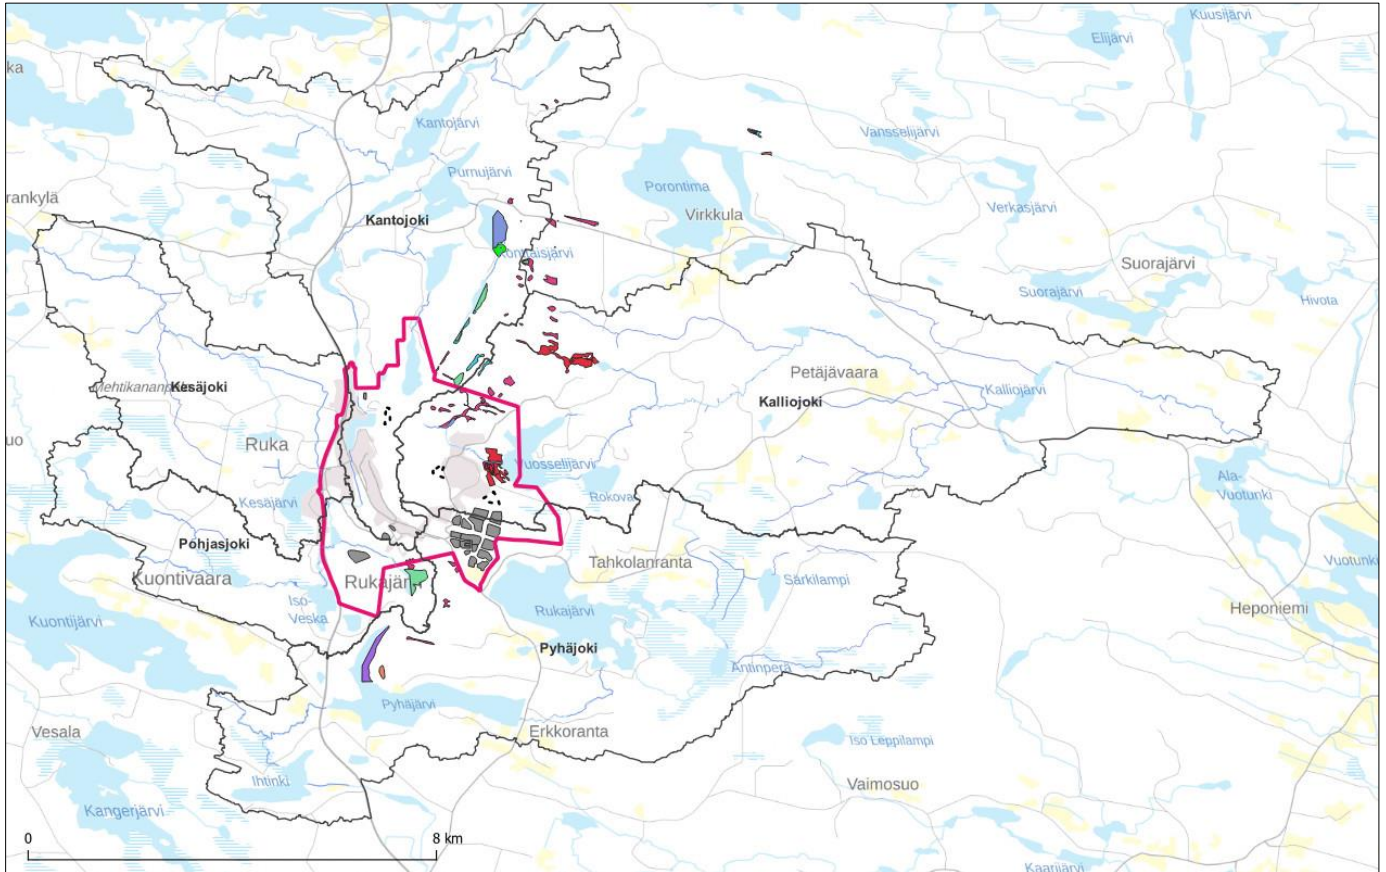 Kuusijärvi
Elijärvi
ka
Kantojärvi
Vansselijärvi
Purnujärvi
Porontima
rankylä
Verkasjärvi
Virkkula
Kantojoki
Suorajärvi
Suorajärvi
Hivota
Petäjävaara
Kesäjoki
Kalliojärvi
Kalliojoki
uo
Ruka
Vuosselijärvi
Ala-
Vuotunki
Rokova
Kesäjärvi
Pohjasjoki
Tahkolanranta
Vuotunki
Kuontivaara
Särkilampi
Iso-
Veska
Rukajärvi
Heponiemi
Kuontijärvi
Pyhäjoki
Antinperä
Pyhäjärvi
Vesala
Erkkoranta
Iso Leppilampi
Ihtinki
Vaimosuo
Kangerjärvi
0
8 km
Kaarijärvi